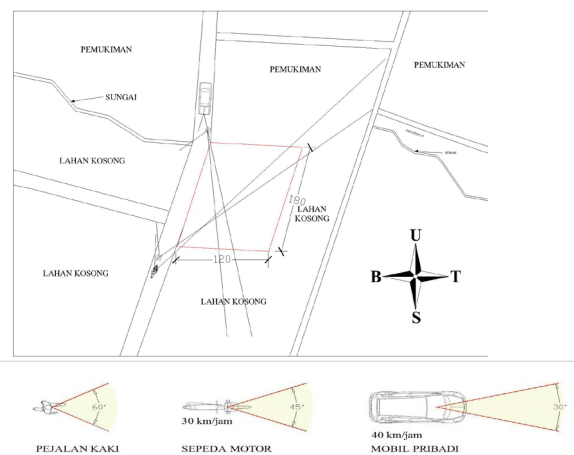 PEMUKIMAN
PEMUKIMAN
PEMUKIMAN
SUNGAI
LAHAN KOSONG
LAHAN
KOSONG
180
120
LAHAN KOSONG
LAHAN KOSONG
U
B
T
S
60°
45°
30°
30 km/jam
40 km/jam
PEJALAN KAKI
SEPEDA MOTOR
MOBIL PRIBADI